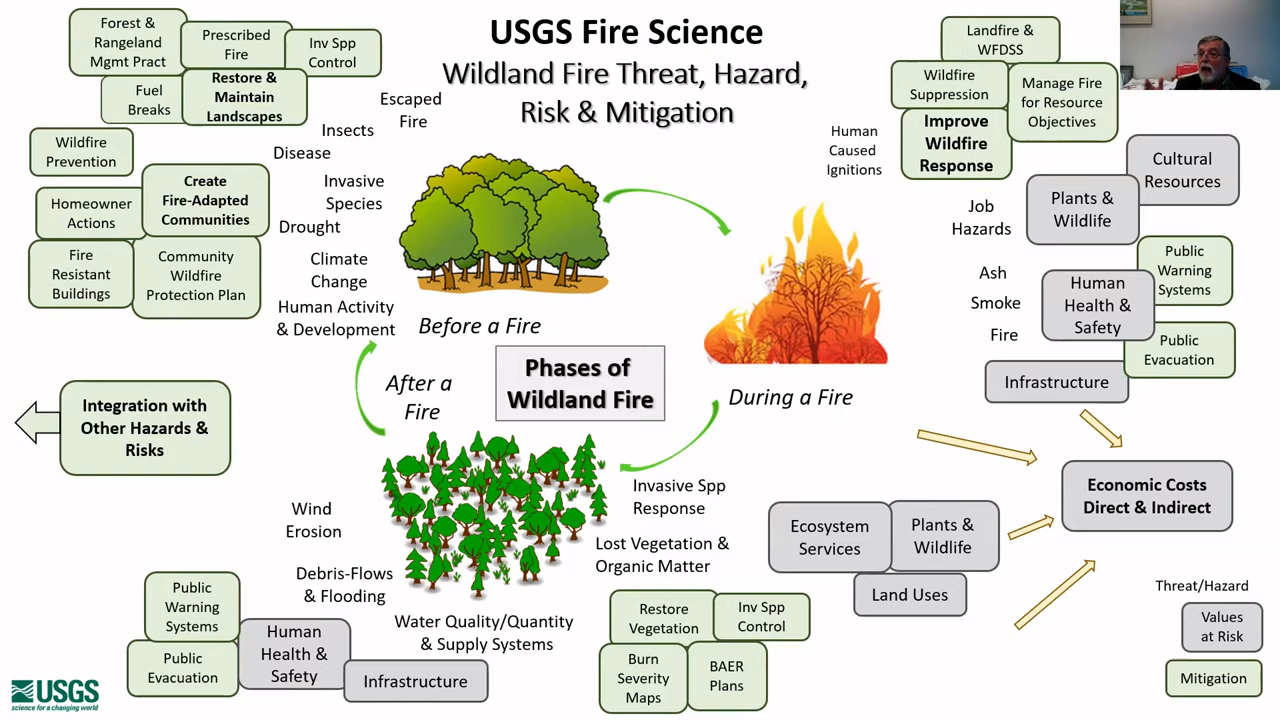 USGS Fire Science
Wildland Fire Threat, Hazard,
Risk & Mitigation
Forest &
Rangeland
Mgmt Pract
Prescribed
Fire
Inv Spp
Control
Fuel
Breaks
Restore &
Maintain
Landscapes
Wildfire
Prevention
Create
Fire-Adapted
Communities
Homeowner
Actions
Fire
Resistant
Buildings
Community
Wildfire
Protection Plan
Escaped
Fire
Insects
Disease
Invasive
Species
Drought
Climate
Change
Human Activity
& Development
Before a Fire
Landfire &
WFDSS
Wildfire
Suppression
Manage Fire
for Resource
Objectives
Improve
Wildfire
Response
Human
Caused
Ignitions
Cultural
Resources
Plants &
Wildlife
Job
Hazards
Ash
Smoke
Fire
Public
Warning
Systems
Human
Health &
Safety
Public
Evacuation
Infrastructure
During a Fire
Phases of
Wildland Fire
After a
Fire
Integration with
Other Hazards &
Risks
Economic Costs
Direct & Indirect
Invasive Spp
Response
Lost Vegetation &
Organic Matter
Ecosystem
Services
Plants &
Wildlife
Land Uses
Wind
Erosion
Debris-Flows
& Flooding
Water Quality/Quantity
& Supply Systems
Public
Warning
Systems
Public
Evacuation
Human
Health &
Safety
Infrastructure
Restore
Vegetation
Inv Spp
Control
Burn
Severity
Maps
BAER
Plans
Threat/Hazard
Values
at Risk
Mitigation
USGS
science for a changing world